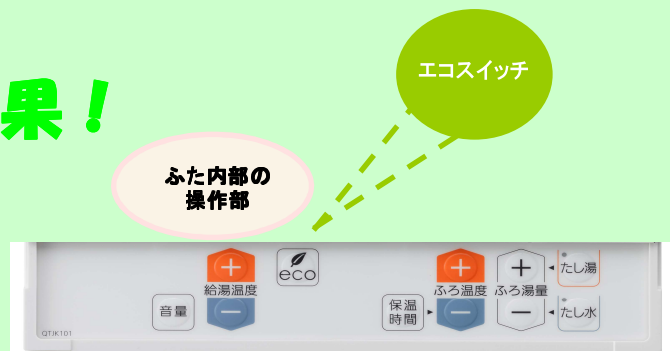 エコスイッチ
果！
ふた内部の
操作部
+
eco
+
+
たし湯
給湯温度
ふろ温度
ふろ湯量
音量
−
保温
時間
−
−
たし水
QTJK101